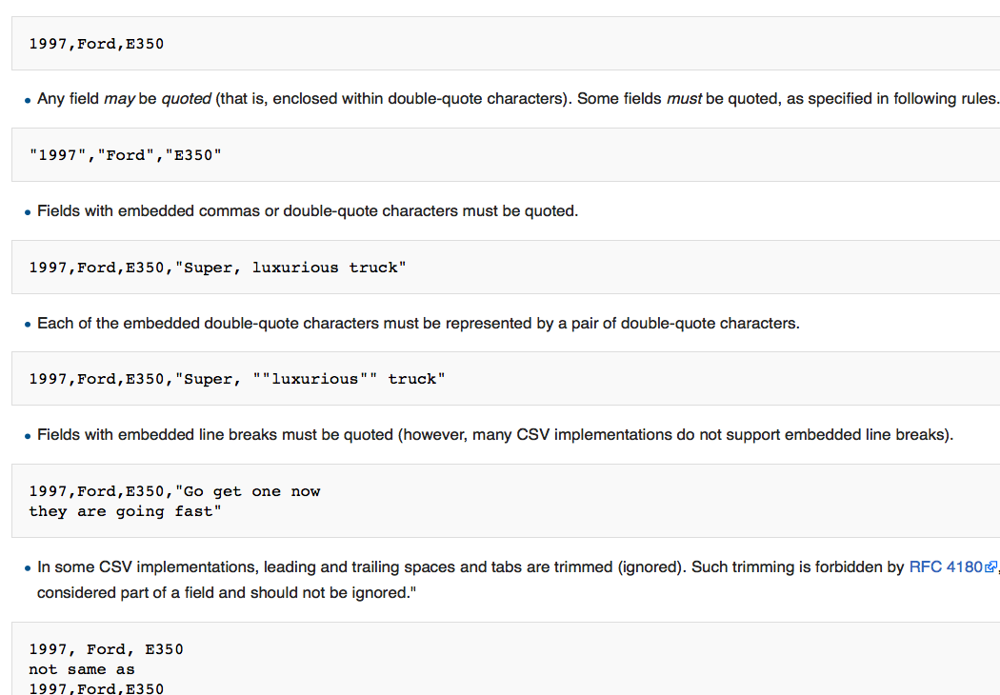 1997,Ford,E350
• Any field may be quoted (that is, enclosed within double-quote characters). Some fields must be quoted, as specified in following rules.
"1997","Ford","E350"
• Fields with embedded commas or double-quote characters must be quoted.
1997,Ford,E350,"Super, luxurious truck"
• Each of the embedded double-quote characters must be represented by a pair of double-quote characters.
1997,Ford,E350,"Super, ""luxurious"" truck"
• Fields with embedded line breaks must be quoted (however, many CSV implementations do not support embedded line breaks).
1997,Ford,E350,"Go get one now
they are going fast"
• In some CSV implementations, leading and trailing spaces and tabs are trimmed (ignored). Such trimming is forbidden by RFC 4180,
considered part of a field and should not be ignored."
1997, Ford, E350
not same as
1997,Ford,E350